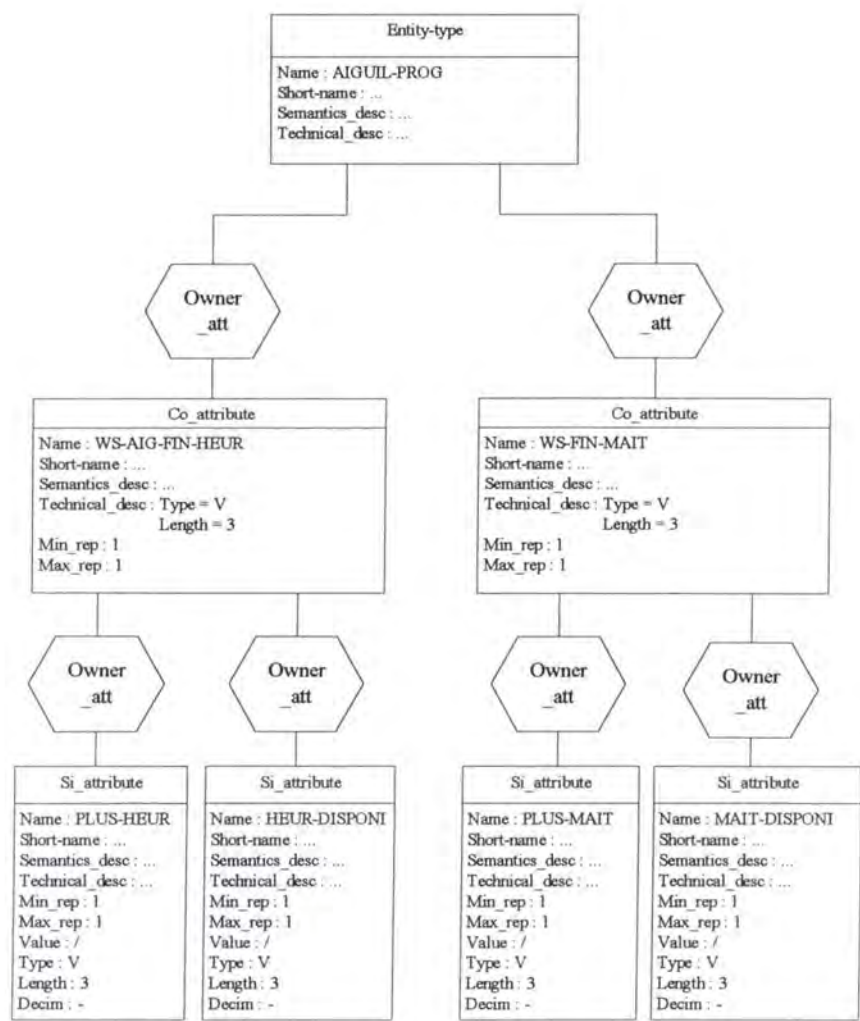 Entity-type
Name : AIGUIL-PROG
Short-name : ...
Semantics_desc : ...
Technical_desc : ...
Owner
_att
Owner
_att
Co_attribute
Name : WS-AIG-FIN-HEUR
Short-name : ...
Semantics_desc : ...
Technical_desc : Type = V
Length = 3
Min_rep : 1
Max_rep : 1
Co_attribute
Name : WS-FIN-MAIT
Short-name : ...
Semantics_desc : ...
Technical_desc : Type = V
Length = 3
Min_rep : 1
Max_rep : 1
Owner
_att
Owner
_att
Owner
_att
Owner
_att
Si_attribute
Name : PLUS-HEUR
Short-name : ...
Semantics_desc : ...
Technical_desc : ...
Min_rep : 1
Max_rep : 1
Value : /
Type : V
Length : 3
Decim : -
Si_attribute
Name : HEUR-DISPONI
Short-name : ...
Semantics_desc : ...
Technical_desc : ...
Min_rep : 1
Max_rep : 1
Value : /
Type : V
Length : 3
Decim : -
Si_attribute
Name : PLUS-MAIT
Short-name : ...
Semantics_desc : ...
Technical_desc : ...
Min_rep : 1
Max_rep : 1
Value : /
Type : V
Length : 3
Decim : -
Si_attribute
Name : MAIT-DISPONI
Short-name : ...
Semantics_desc : ...
Technical_desc : ...
Min_rep : 1
Max_rep : 1
Value : /
Type : V
Length : 3
Decim : -